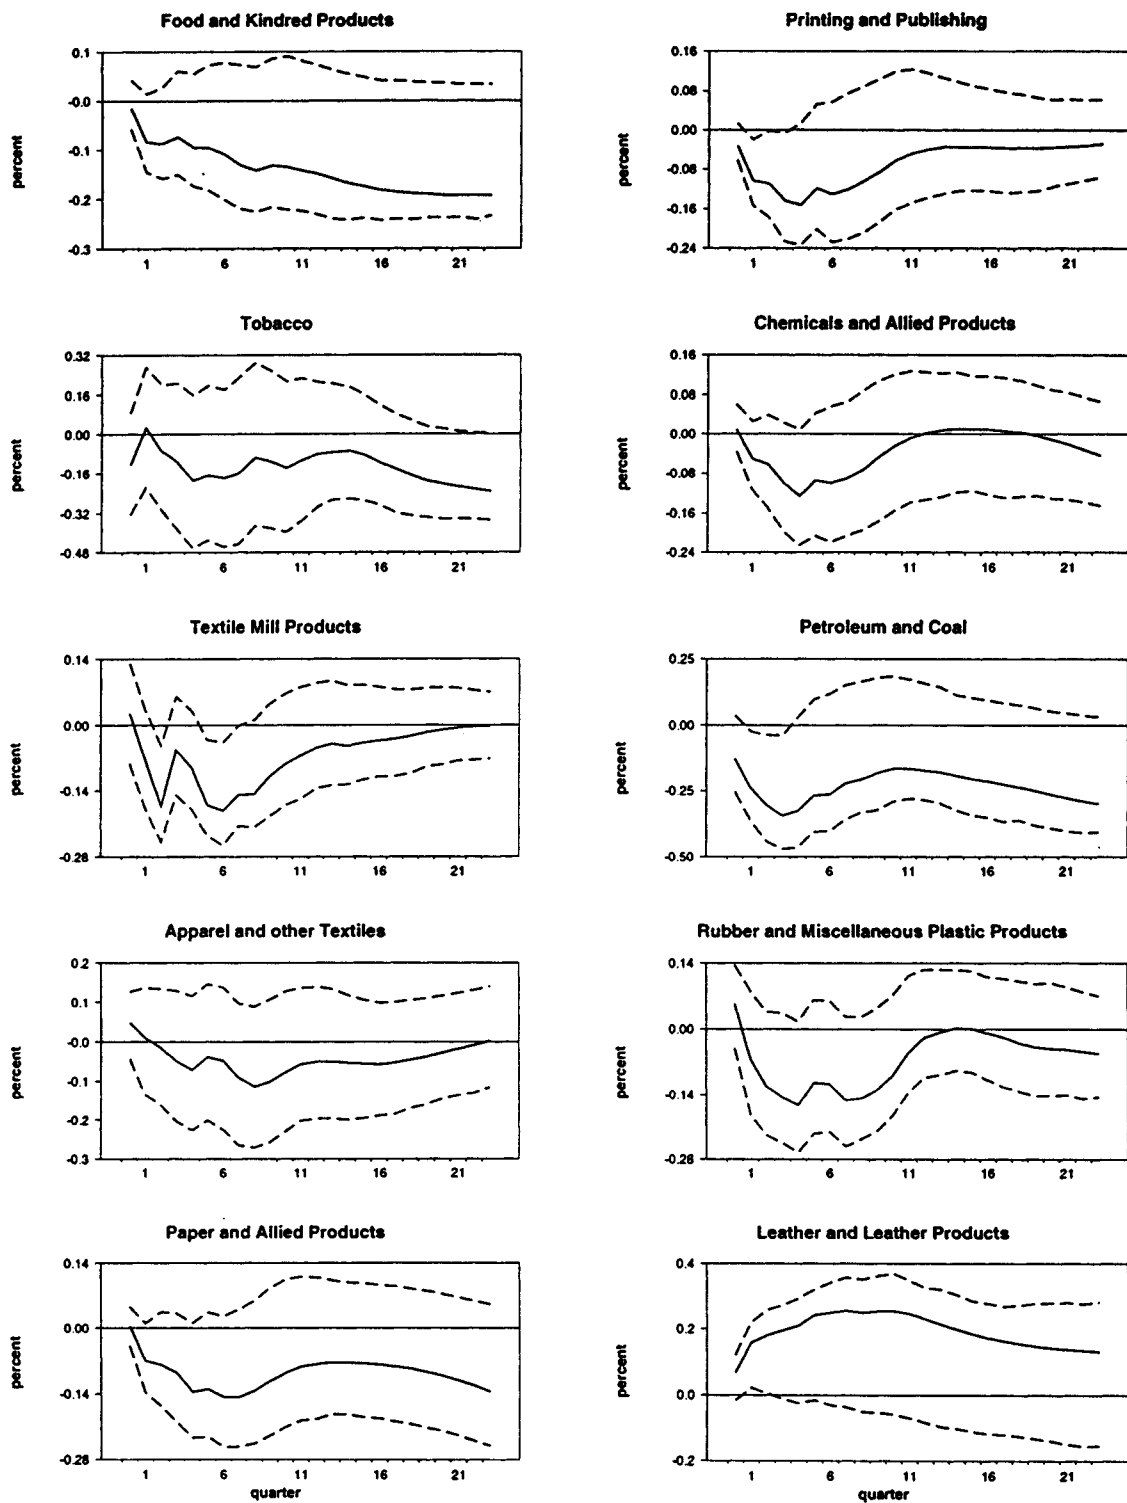 Food and Kindred Products
0.1
-0.0
-0.1
-0.2
-0.3
percent
1 6 11 16 21
Printing and Publishing
0.16
0.08
0.00
-0.08
-0.16
-0.24
percent
1 6 11 16 21
Tobacco
0.32
0.16
0.00
-0.16
-0.32
-0.48
percent
1 6 11 16 21
Chemicals and Allied Products
0.16
0.08
0.00
-0.08
-0.16
-0.24
percent
1 6 11 16 21
Textile Mill Products
0.14
0.00
-0.14
-0.28
percent
1 6 11 16 21
Petroleum and Coal
0.25
0.00
-0.25
-0.50
percent
1 6 11 16 21
Apparel and other Textiles
0.2
0.1
-0.0
-0.1
-0.2
-0.3
percent
1 6 11 16 21
Rubber and Miscellaneous Plastic Products
0.14
0.00
-0.14
-0.28
percent
1 6 11 16 21
Paper and Allied Products
0.14
0.00
-0.14
-0.28
percent
1 6 11 16 21
quarter
Leather and Leather Products
0.4
0.2
0.0
-0.2
percent
1 6 11 16 21
quarter